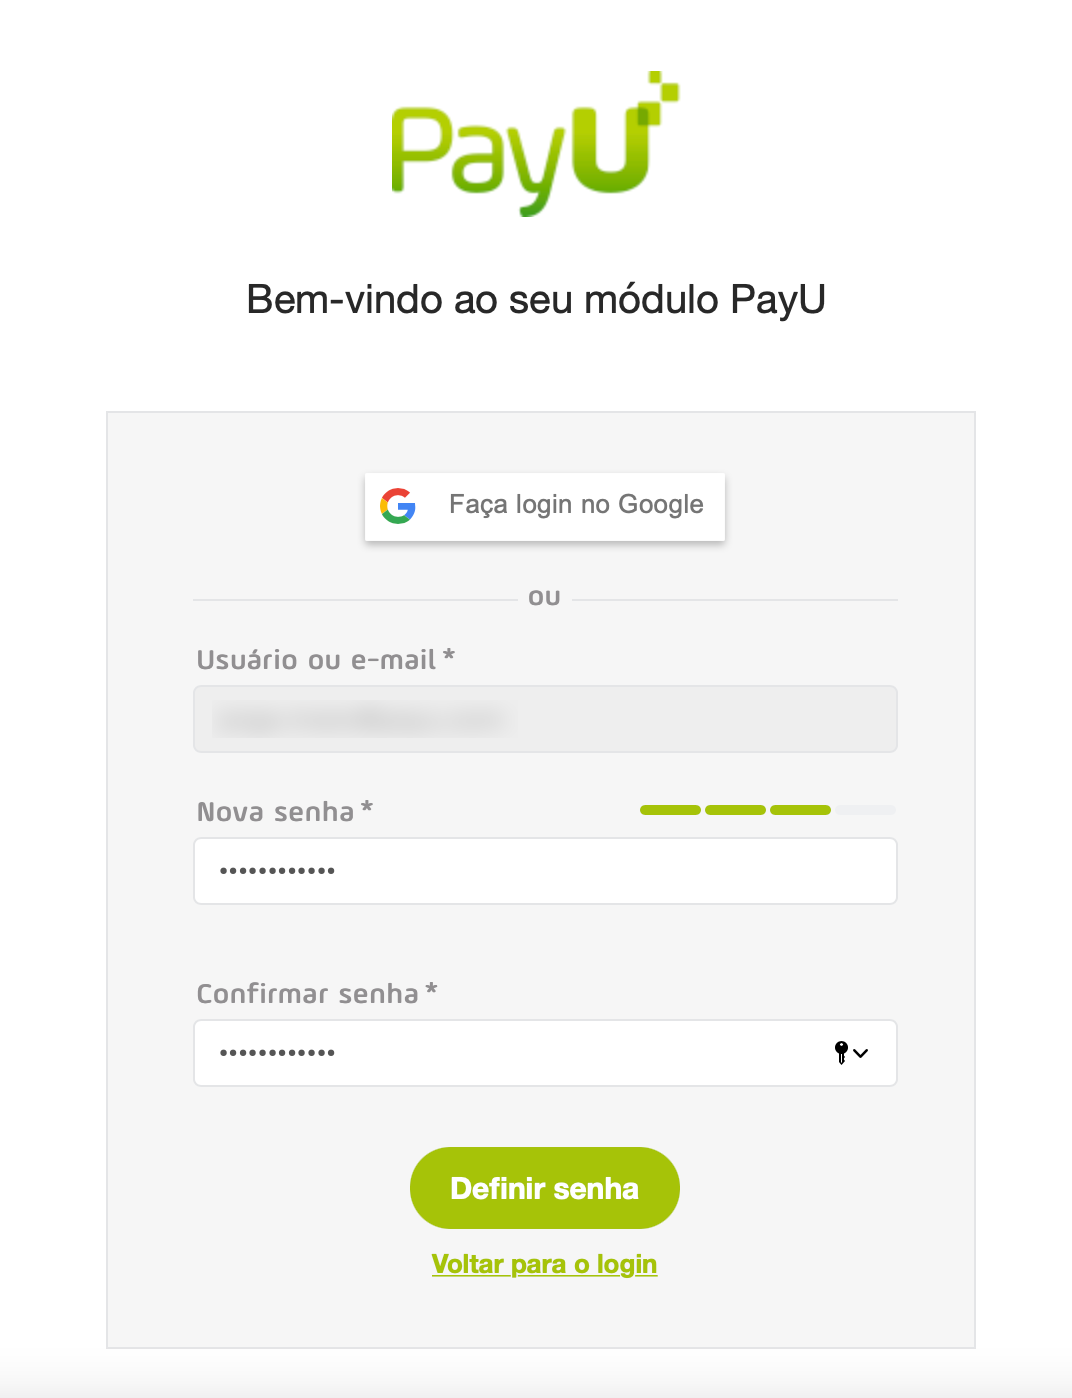 PayU
Bem-vindo ao seu módulo PayU
Faça login no Google
ou
Usuário ou e-mail *
Nova senha *
••••••••••••
Confirmar senha *
••••••••••••
Definir senha
Voltar para o login